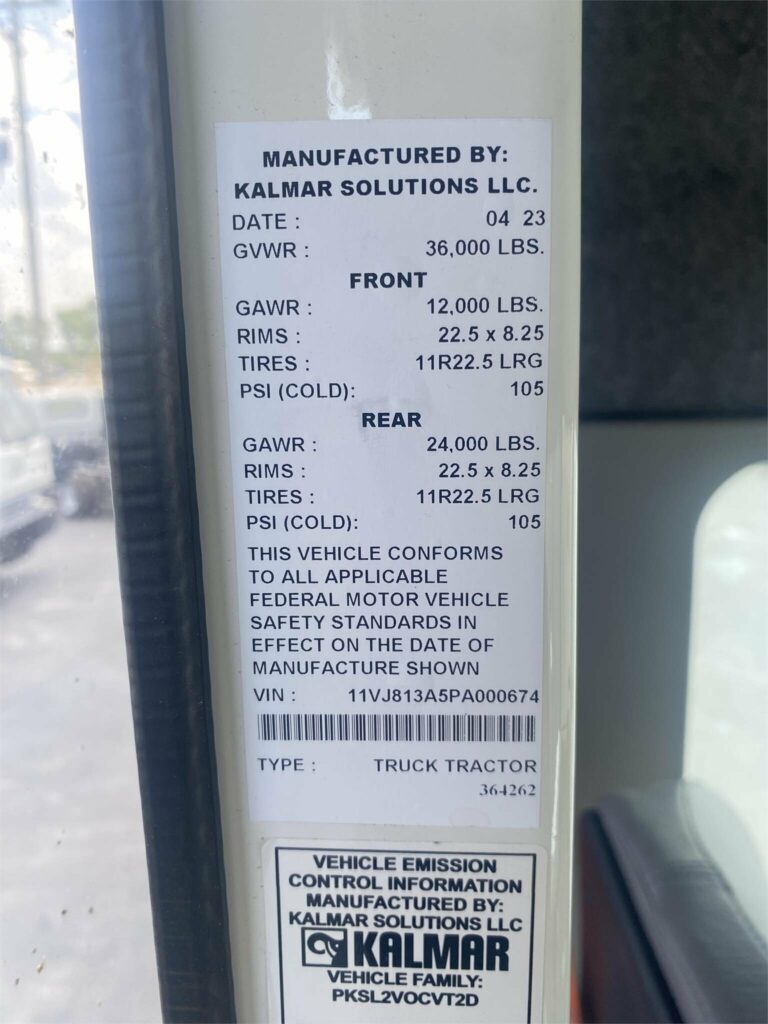 MANUFACTURED BY:
KALMAR SOLUTIONS LLC.
DATE : 04 23
GVWR : 36,000 LBS.
FRONT
GAWR : 12,000 LBS.
RIMS : 22.5 x 8.25
TIRES : 11R22.5 LRG
PSI (COLD): 105
REAR
GAWR : 24,000 LBS.
RIMS : 22.5 x 8.25
TIRES : 11R22.5 LRG
PSI (COLD): 105
THIS VEHICLE CONFORMS
TO ALL APPLICABLE
FEDERAL MOTOR VEHICLE
SAFETY STANDARDS IN
EFFECT ON THE DATE OF
MANUFACTURE SHOWN
VIN : 11VJ813A5PA000674
TYPE : TRUCK TRACTOR
364262
VEHICLE EMISSION
CONTROL INFORMATION
MANUFACTURED BY:
KALMAR SOLUTIONS LLC
KALMAR
VEHICLE FAMILY:
PKSL2VOCVT2D